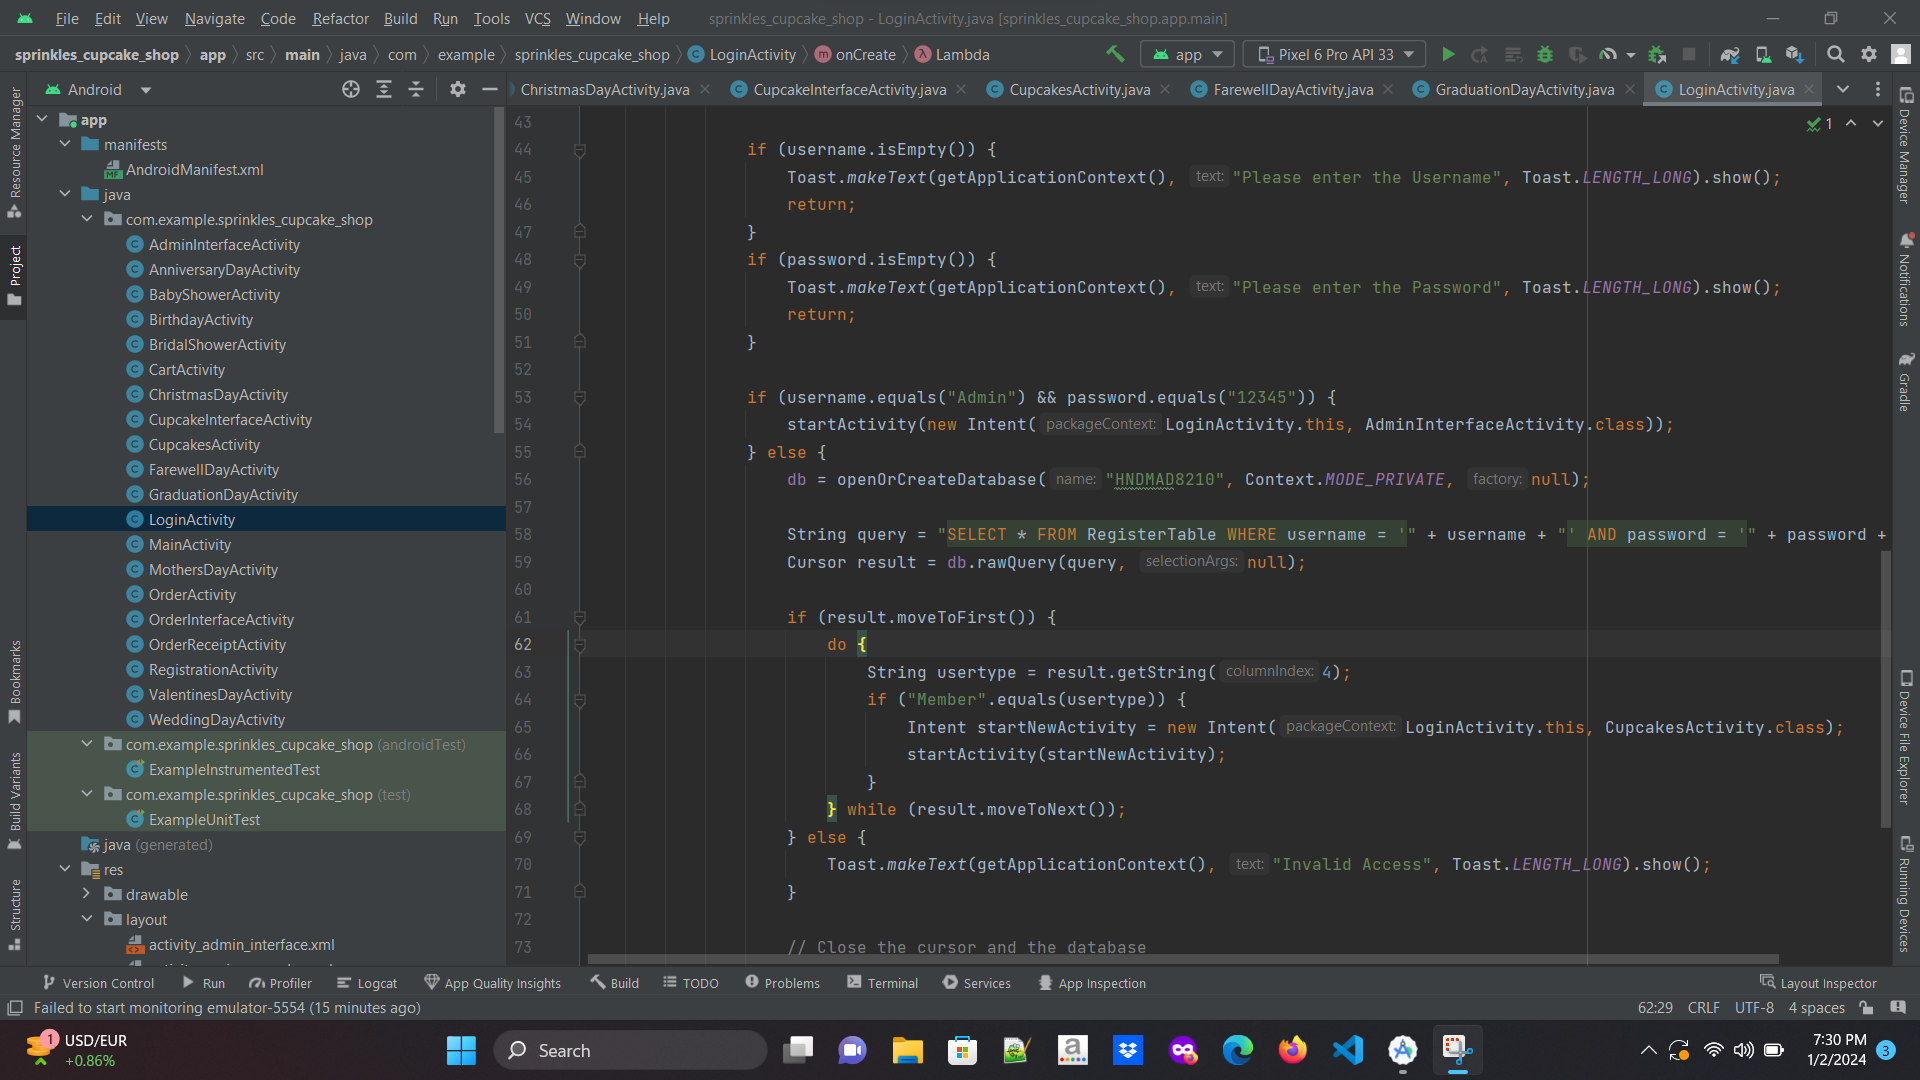 File Edit View Navigate Code Refactor Build Run Tools VCS Window Help sprinkles_cupcake_shop - LoginActivity.java [sprinkles_cupcake_shop.app.main]
sprinkles_cupcake_shop app src main java com example sprinkles_cupcake_shop LoginActivity onCreate Lambda app Pixel 6 Pro API 33
Android ChristmasDayActivity.java CupcakeInterfaceActivity.java CupcakesActivity.java FarewellDayActivity.java GraduationDayActivity.java LoginActivity.java
Resource Manager
Project
Bookmarks
Build Variants
Structure
app
manifests
AndroidManifest.xml
java
com.example.sprinkles_cupcake_shop
AdminInterfaceActivity
AnniversaryDayActivity
BabyShowerActivity
BirthdayActivity
BridalShowerActivity
CartActivity
ChristmasDayActivity
CupcakeInterfaceActivity
CupcakesActivity
FarewellDayActivity
GraduationDayActivity
LoginActivity
MainActivity
MothersDayActivity
OrderActivity
OrderInterfaceActivity
OrderReceiptActivity
RegistrationActivity
ValentinesDayActivity
WeddingDayActivity
com.example.sprinkles_cupcake_shop (androidTest)
ExampleInstrumentedTest
com.example.sprinkles_cupcake_shop (test)
ExampleUnitTest
java (generated)
res
drawable
layout
activity_admin_interface.xml
43
44 if (username.isEmpty()) {
45 Toast.makeText(getApplicationContext(), text: "Please enter the Username", Toast.LENGTH_LONG).show();
46 return;
47 }
48 if (password.isEmpty()) {
49 Toast.makeText(getApplicationContext(), text: "Please enter the Password", Toast.LENGTH_LONG).show();
50 return;
51 }
52
53 if (username.equals("Admin") && password.equals("12345")) {
54 startActivity(new Intent( packageContext: LoginActivity.this, AdminInterfaceActivity.class));
55 } else {
56 db = openOrCreateDatabase( name: "HNDMAD8210", Context.MODE_PRIVATE, factory: null);
57
58 String query = "SELECT * FROM RegisterTable WHERE username = '" + username + "' AND password = '" + password +
59 Cursor result = db.rawQuery(query, selectionArgs: null);
60
61 if (result.moveToFirst()) {
62 do {
63 String usertype = result.getString( columnIndex: 4);
64 if ("Member".equals(usertype)) {
65 Intent startNewActivity = new Intent( packageContext: LoginActivity.this, CupcakesActivity.class);
66 startActivity(startNewActivity);
67 }
68 } while (result.moveToNext());
69 } else {
70 Toast.makeText(getApplicationContext(), text: "Invalid Access", Toast.LENGTH_LONG).show();
71 }
72
73 // Close the cursor and the database
1
Device Manager
Notifications
Gradle
Device File Explorer
Running Devices
Version Control Run Profiler Logcat App Quality Insights Build TODO Problems Terminal Services App Inspection Layout Inspector
Failed to start monitoring emulator-5554 (15 minutes ago) 62:29 CRLF UTF-8 4 spaces
1 USD/EUR
+0.86%
Search
7:30 PM
1/2/2024
3